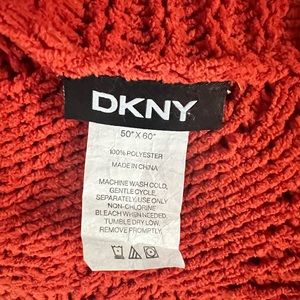 DKNY
50" X 60"
100% POLYESTER
MADE IN CHINA
MACHINE WASH COLD,
GENTLE CYCLE
SEPARATELY, USE ONLY
NON-CHLORINE
BLEACH WHEN NEEDED.
TUMBLE DRY LOW,
REMOVE PROMPTLY.